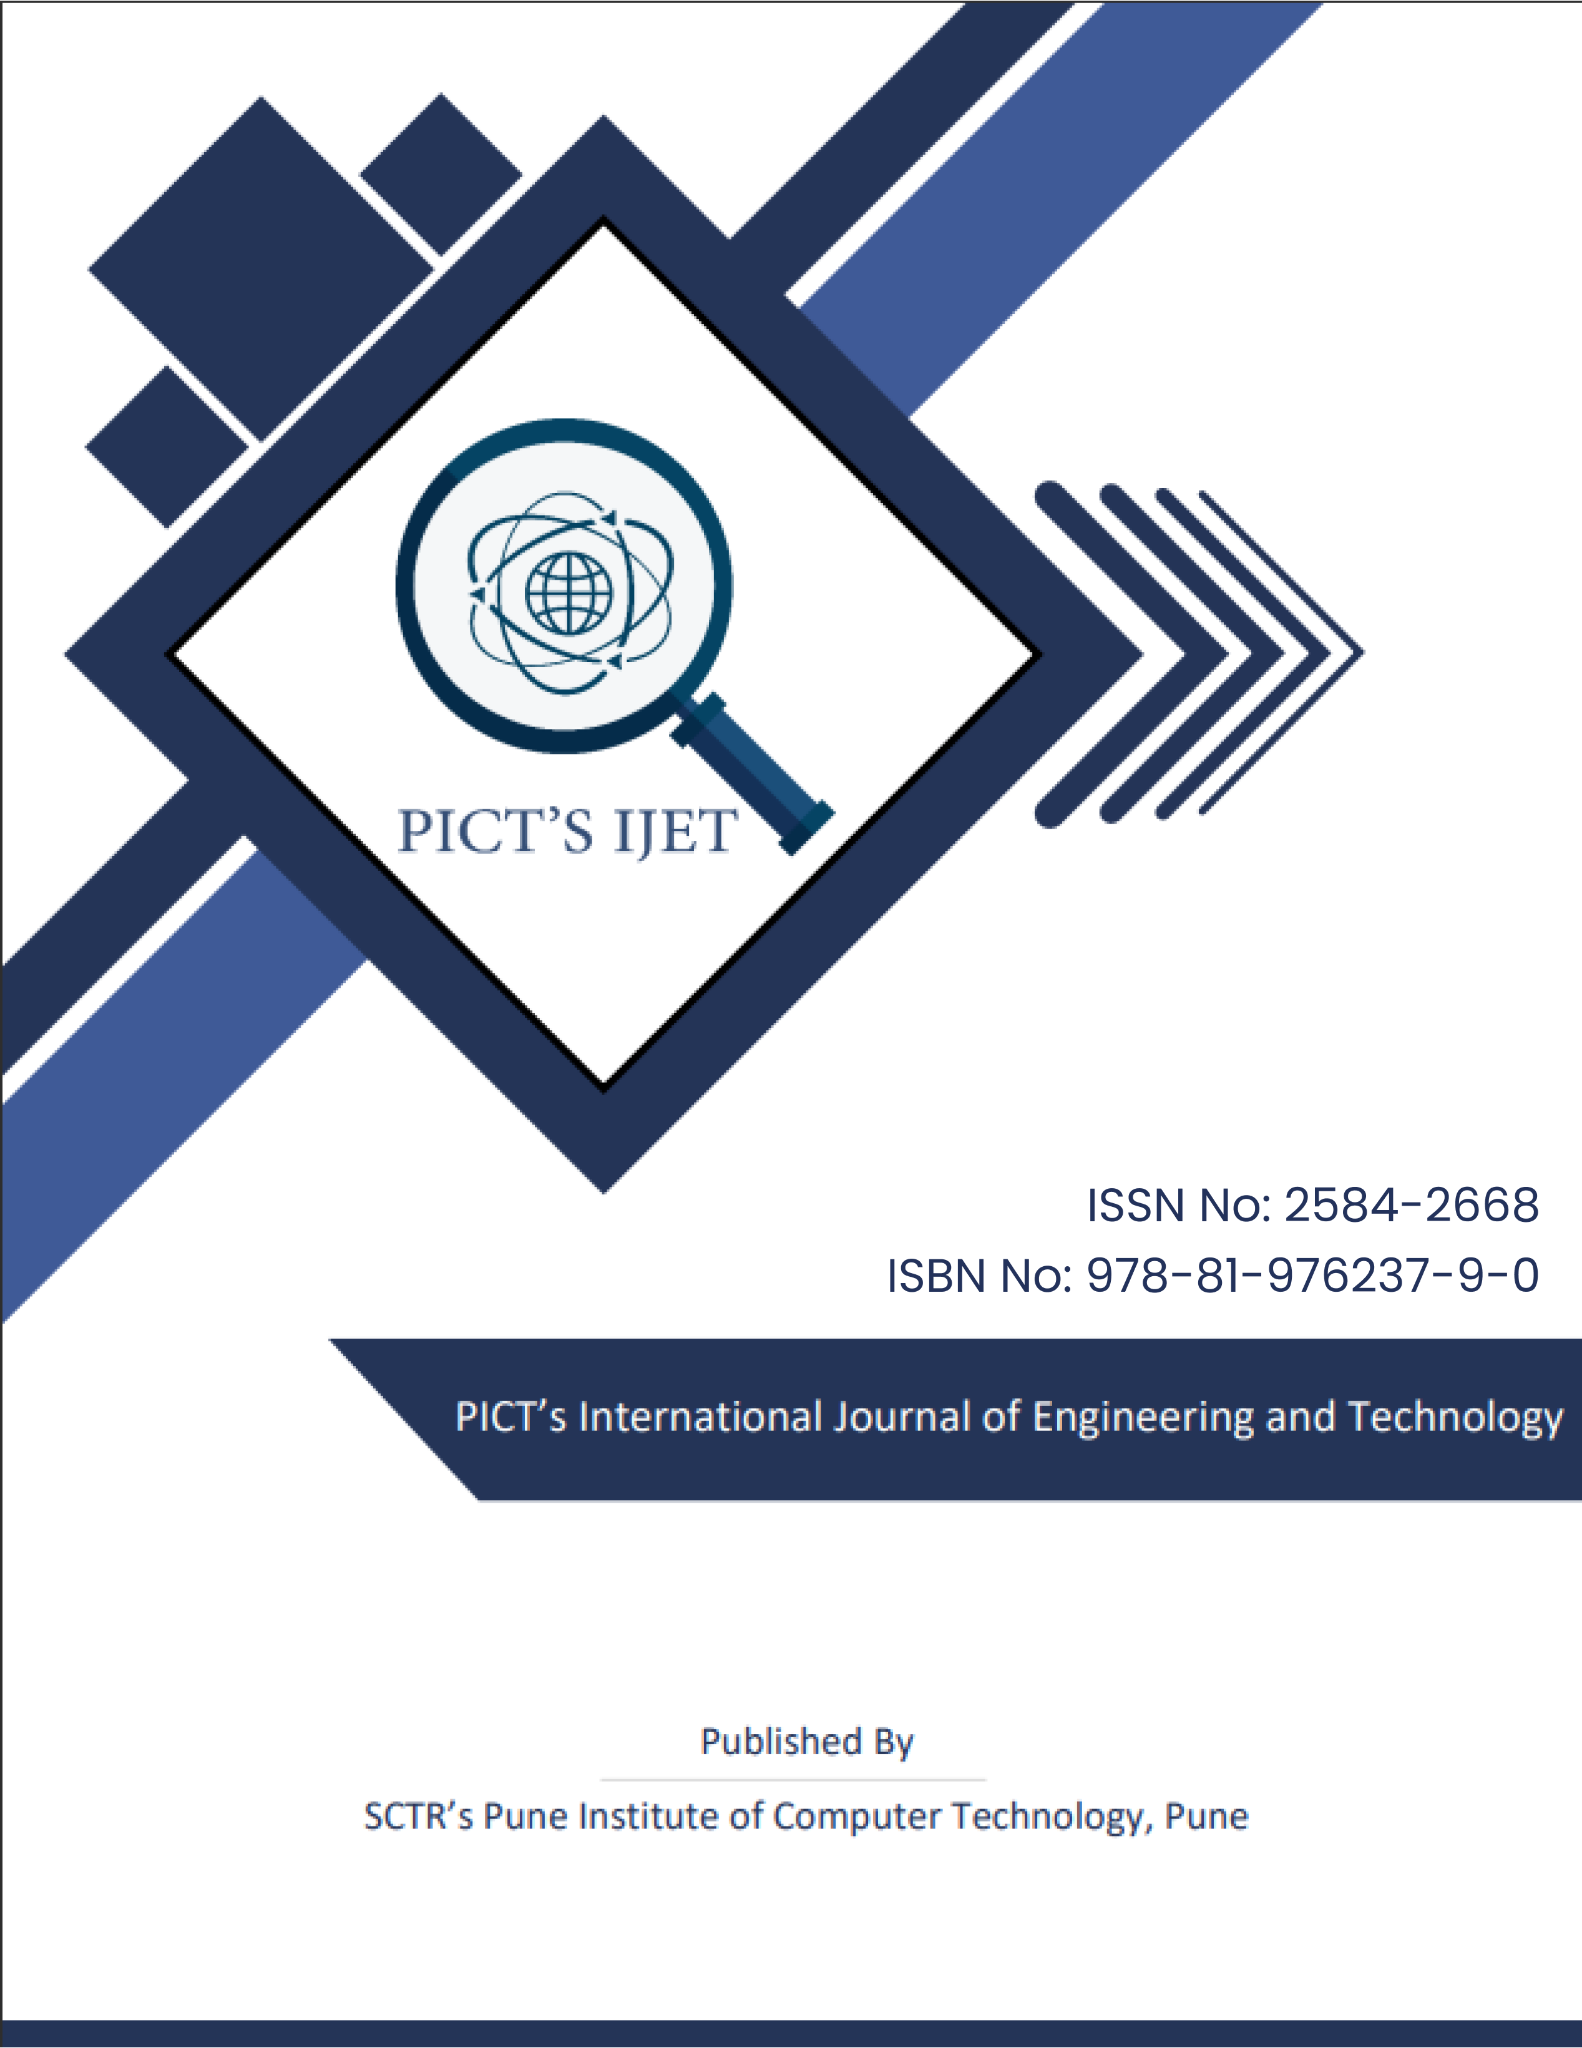 PICT’S IJET
ISSN No: 2584-2668
ISBN No: 978-81-976237-9-0
PICT’s International Journal of Engineering and Technology
Published By
SCTR’s Pune Institute of Computer Technology, Pune